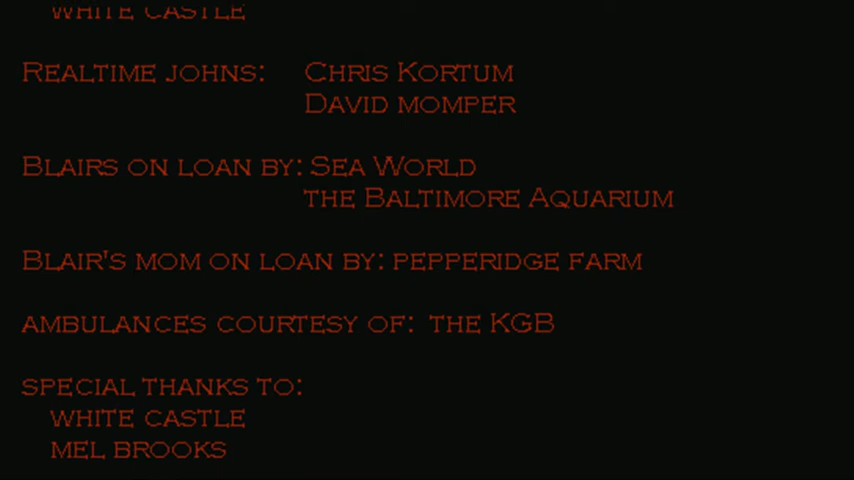 WHITE CASTLE
REALTIME JOHNS: CHRIS KORTUM
DAVID MOMPER
BLAIRS ON LOAN BY: SEA WORLD
THE BALTIMORE AQUARIUM
BLAIR'S MOM ON LOAN BY: PEPPERIDGE FARM
AMBULANCES COURTESY OF: THE KGB
SPECIAL THANKS TO:
WHITE CASTLE
MEL BROOKS